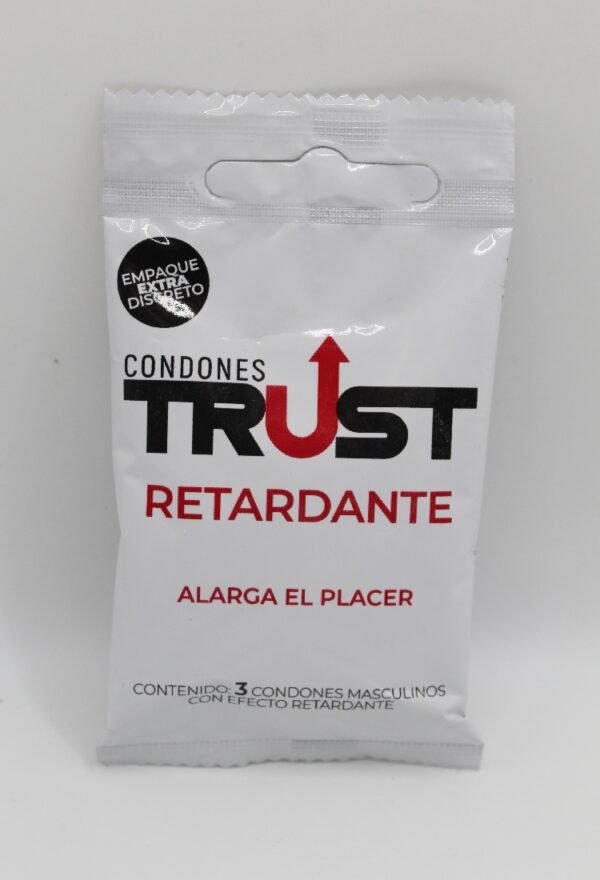 EMPAQUE
EXTRA
DISCRETO
CONDONES
TRUST
RETARDANTE
ALARGA EL PLACER
CONTENIDO: 3 CONDONES MASCULINOS
CON EFECTO RETARDANTE